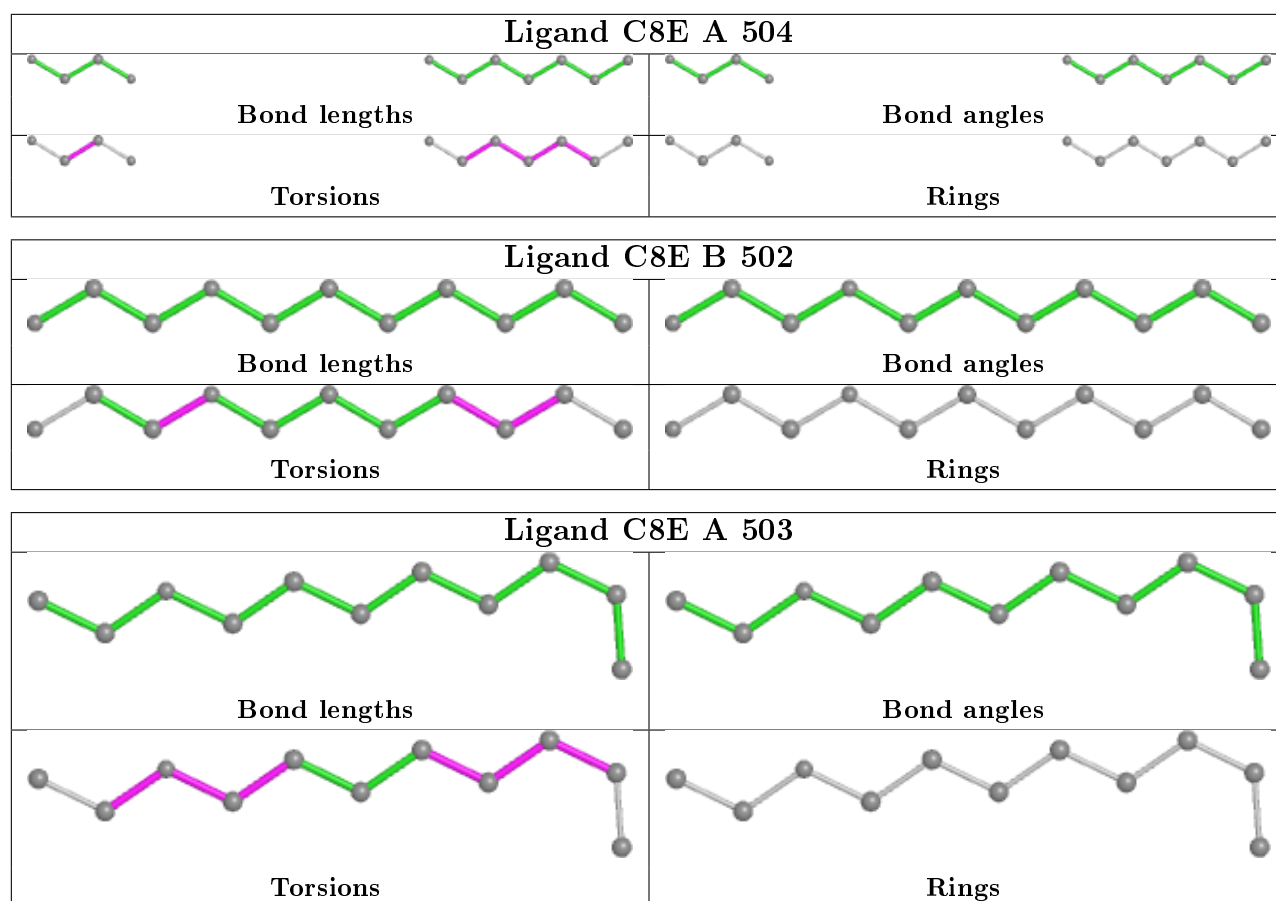 Ligand C8E A 504
Bond lengths
Bond angles
Torsions
Rings
Ligand C8E B 502
Bond lengths
Bond angles
Torsions
Rings
Ligand C8E A 503
Bond lengths
Bond angles
Torsions
Rings